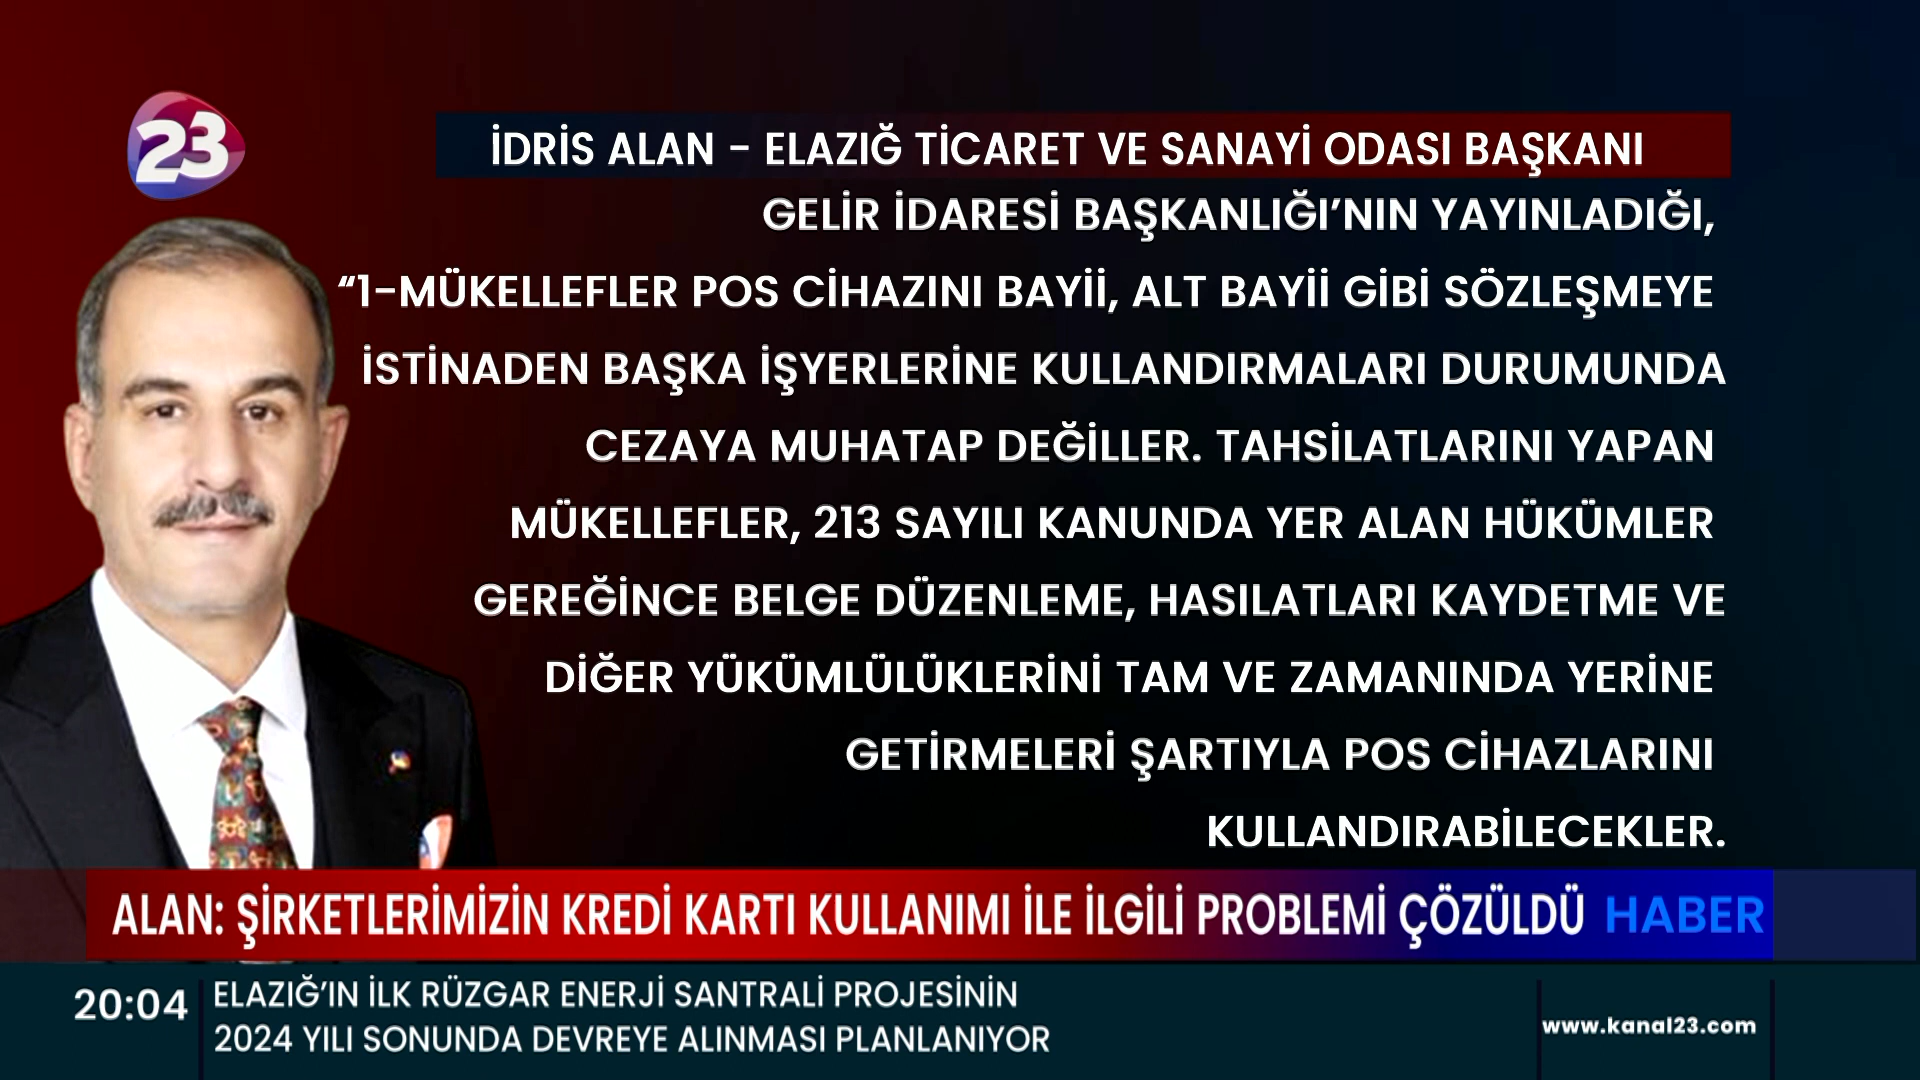 23
İDRİS ALAN - ELAZIĞ TİCARET VE SANAYİ ODASI BAŞKANI
GELİR İDARESİ BAŞKANLIĞI’NIN YAYINLADIĞI,
“1-MÜKELLEFLER POS CİHAZINI BAYİİ, ALT BAYİİ GİBİ SÖZLEŞMEYE
İSTİNADEN BAŞKA İŞYERLERİNE KULLANDIRMALARI DURUMUNDA
CEZAYA MUHATAP DEĞİLLER. TAHSİLATLARINI YAPAN
MÜKELLEFLER, 213 SAYILI KANUNDA YER ALAN HÜKÜMLER
GEREĞİNCE BELGE DÜZENLEME, HASILATLARI KAYDETME VE
DİĞER YÜKÜMLÜLÜKLERİNİ TAM VE ZAMANINDA YERİNE
GETİRMELERİ ŞARTIYLA POS CİHAZLARINI
KULLANDIRABİLECEKLER.
ALAN: ŞİRKETLERİMİZİN KREDİ KARTI KULLANIMI İLE İLGİLİ PROBLEMİ ÇÖZÜLDÜ HABER
20:04
ELAZIĞ’IN İLK RÜZGAR ENERJİ SANTRALİ PROJESİNİN
2024 YILI SONUNDA DEVREYE ALINMASI PLANLANIYOR
www.kanal23.com